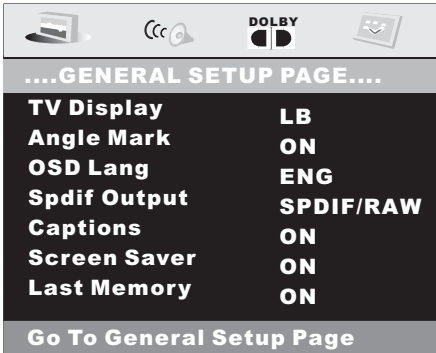 DOLBY
....GENERAL SETUP PAGE....
TV Display LB
Angle Mark ON
OSD Lang ENG
Spdif Output SPDIF/RAW
Captions ON
Screen Saver ON
Last Memory ON
Go To General Setup Page